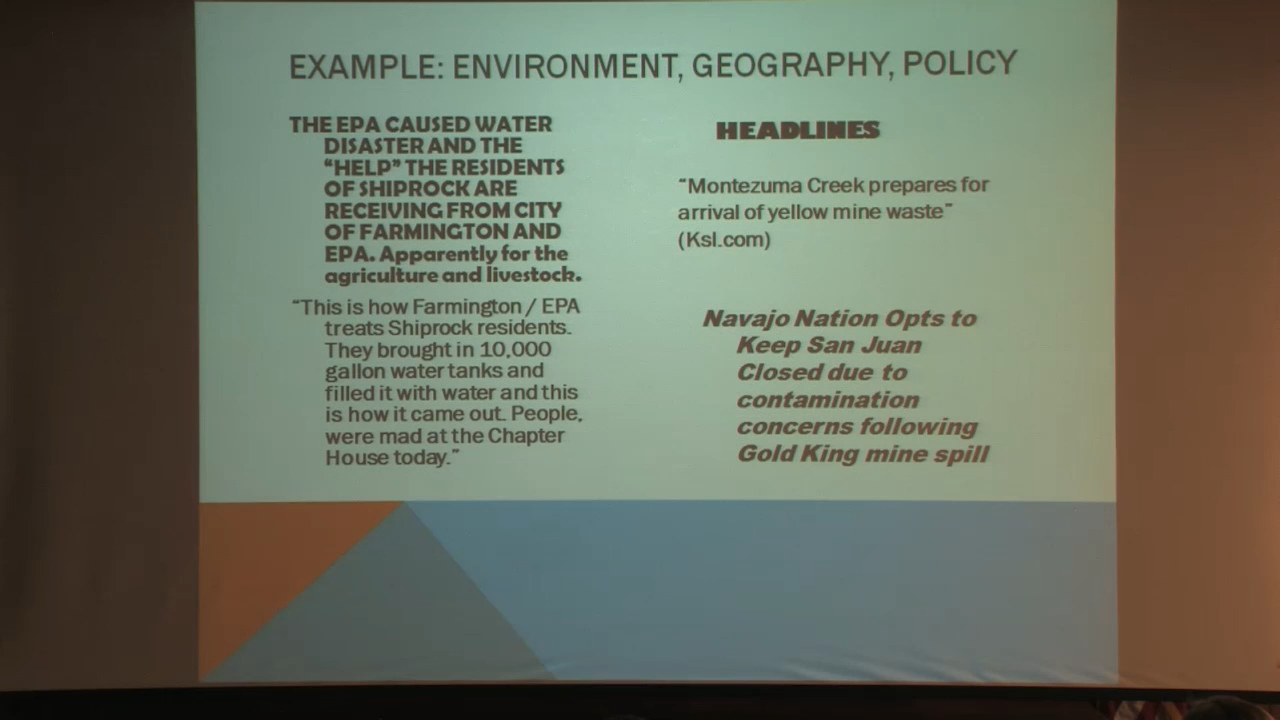 EXAMPLE: ENVIRONMENT, GEOGRAPHY, POLICY
THE EPA CAUSED WATER
DISASTER AND THE
“HELP” THE RESIDENTS
OF SHIPROCK ARE
RECEIVING FROM CITY
OF FARMINGTON AND
EPA. Apparently for the
agriculture and livestock.
“This is how Farmington / EPA
treats Shiprock residents.
They brought in 10,000
gallon water tanks and
filled it with water and this
is how it came out. People,
were mad at the Chapter
House today.”
HEADLINES
“Montezuma Creek prepares for
arrival of yellow mine waste”
(Ksl.com)
Navajo Nation Opts to
Keep San Juan
Closed due to
contamination
concerns following
Gold King mine spill